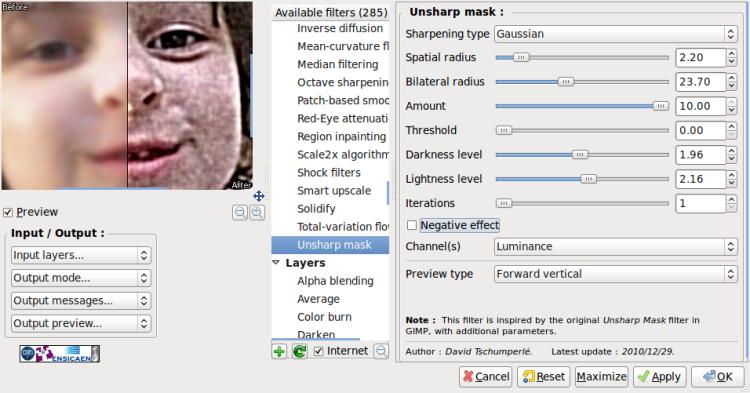 Before
After
Preview
Input / Output :
Input layers...
Output mode...
Output messages...
Output preview...
ENSICAEN
Available filters (285)
Inverse diffusion
Mean-curvature fl
Median filtering
Octave sharpenin
Patch-based smoo
Red-Eye attenuati
Region inpainting
Scale2x algorithm
Shock filters
Smart upscale
Solidify
Total-variation flo
Unsharp mask
Layers
Alpha blending
Average
Color burn
Darken
Internet
Unsharp mask :
Sharpening type Gaussian
Spatial radius 2.20
Bilateral radius 23.70
Amount 10.00
Threshold 0.00
Darkness level 1.96
Lightness level 2.16
Iterations 1
Negative effect
Channel(s) Luminance
Preview type Forward vertical
Note : This filter is inspired by the original Unsharp Mask filter in
GIMP, with additional parameters.
Author : David Tschumperlé. Latest update : 2010/12/29.
Cancel Reset Maximize Apply OK